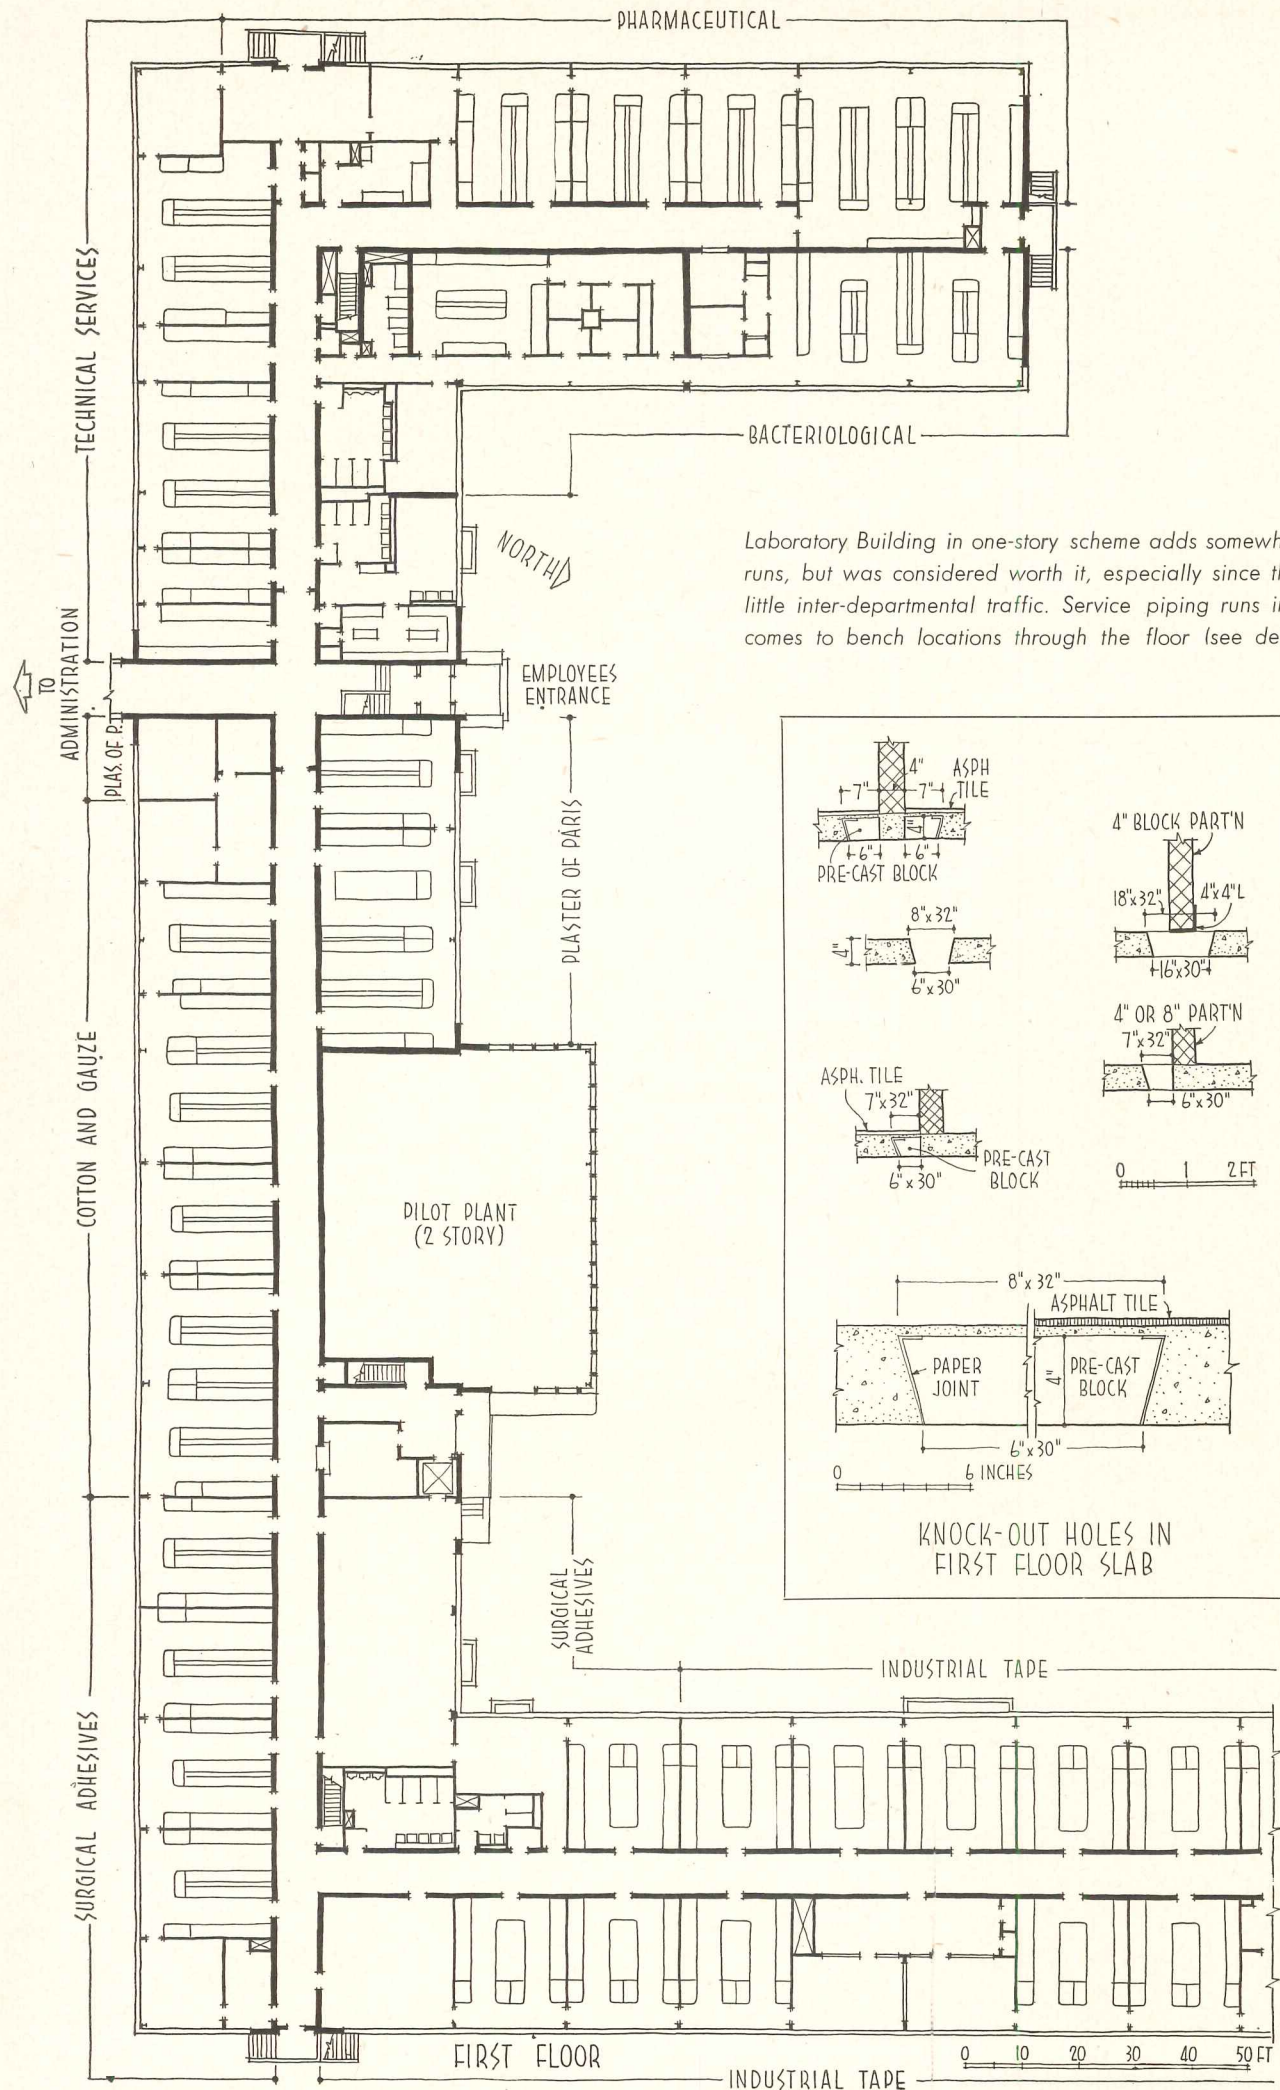 PHARMACEUTICAL
TECHNICAL SERVICES
BACTERIOLOGICAL
NORTH
Laboratory Building in one-story scheme adds somewh
runs, but was considered worth it, especially since th
little inter-departmental traffic. Service piping runs in
comes to bench locations through the floor (see de
TO
ADMINISTRATION
EMPLOYEES
ENTRANCE
PLAS. OF P.
PLASTER OF PARIS
COTTON AND GAUZE
PILOT PLANT
(2 STORY)
4"
7"
7"
ASPH
TILE
4"
6"
6"
PRE-CAST BLOCK
4" BLOCK PART'N
18"x32"
4"x4"L
16"x30"
8"x32"
4"
6"x30"
4" OR 8" PART'N
7"x32"
6"x30"
ASPH. TILE
7"x32"
PRE-CAST
BLOCK
6"x30"
0 1 2 FT
8"x32"
ASPHALT TILE
PAPER
JOINT
4"
PRE-CAST
BLOCK
6"x30"
0 6 INCHES
KNOCK-OUT HOLES IN
FIRST FLOOR SLAB
SURGICAL
ADHESIVES
INDUSTRIAL TAPE
SURGICAL ADHESIVES
FIRST FLOOR
0 10 20 30 40 50 FT
INDUSTRIAL TAPE